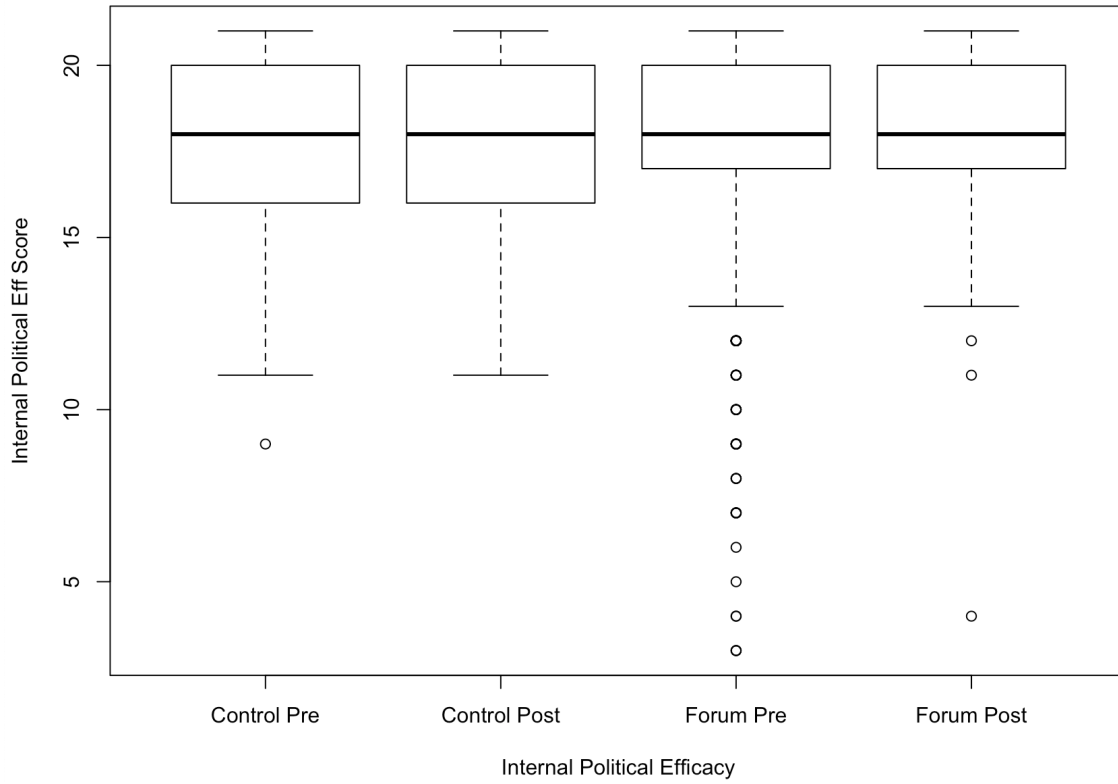 Internal Political Eff Score
20
15
10
5
Control Pre
Control Post
Forum Pre
Forum Post
Internal Political Efficacy